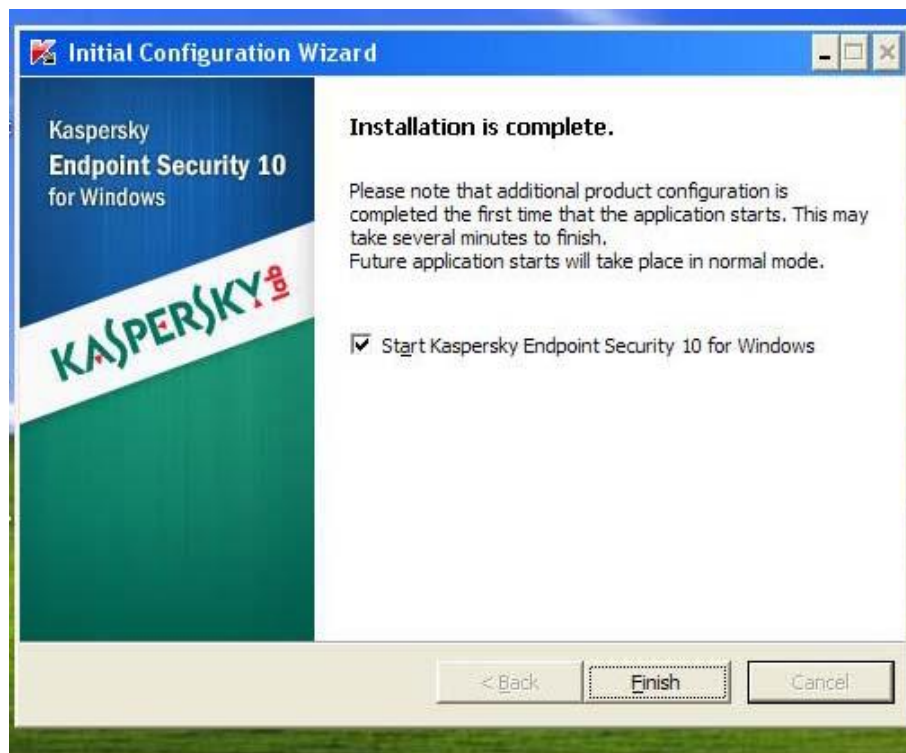 Initial Configuration Wizard
Kaspersky
Endpoint Security 10
for Windows
KASPERSKY lab
Installation is complete.
Please note that additional product configuration is
completed the first time that the application starts. This may
take several minutes to finish.
Future application starts will take place in normal mode.
Start Kaspersky Endpoint Security 10 for Windows
< Back
Finish
Cancel